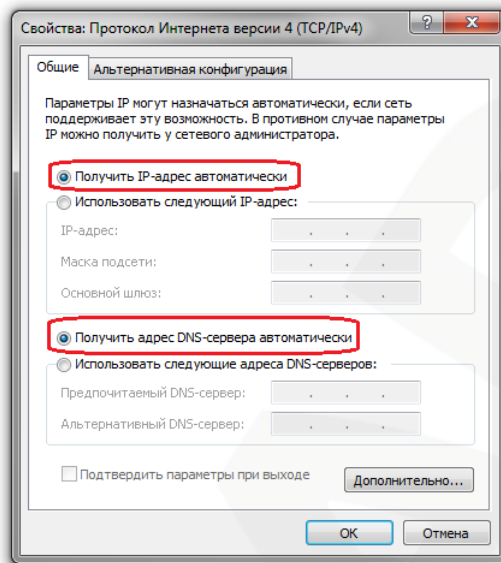 Свойства: Протокол Интернета версии 4 (TCP/IPv4)
Общие
Альтернативная конфигурация
Параметры IP могут назначаться автоматически, если сеть
поддерживает эту возможность. В противном случае параметры
IP можно получить у сетевого администратора.
Получить IP-адрес автоматически
Использовать следующий IP-адрес:
IP-адрес:
Маска подсети:
Основной шлюз:
Получить адрес DNS-сервера автоматически
Использовать следующие адреса DNS-серверов:
Предпочитаемый DNS-сервер:
Альтернативный DNS-сервер:
Подтвердить параметры при выходе
Дополнительно...
ОК
Отмена